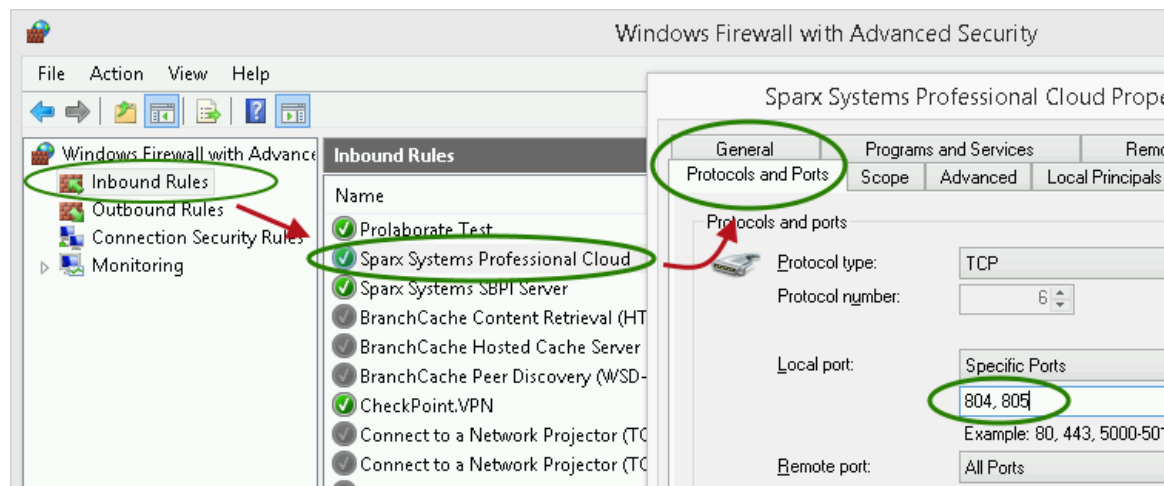 Windows Firewall with Advanced Security
File Action View Help
Windows Firewall with Advance
Inbound Rules
Outbound Rules
Connection Security Rules
Monitoring
Inbound Rules
Name
Prolaborate Test
Sparx Systems Professional Cloud
Sparx Systems SBPI Server
BranchCache Content Retrieval (HT
BranchCache Hosted Cache Server
BranchCache Peer Discovery (WSD-
CheckPoint.VPN
Connect to a Network Projector (TC
Connect to a Network Projector (TC
Sparx Systems Professional Cloud Prope
General Programs and Services Remo
Protocols and Ports Scope Advanced Local Principals
Protocols and ports
Protocol type: TCP
Protocol number: 6
Local port: Specific Ports
804, 805
Example: 80, 443, 5000-501
Remote port: All Ports